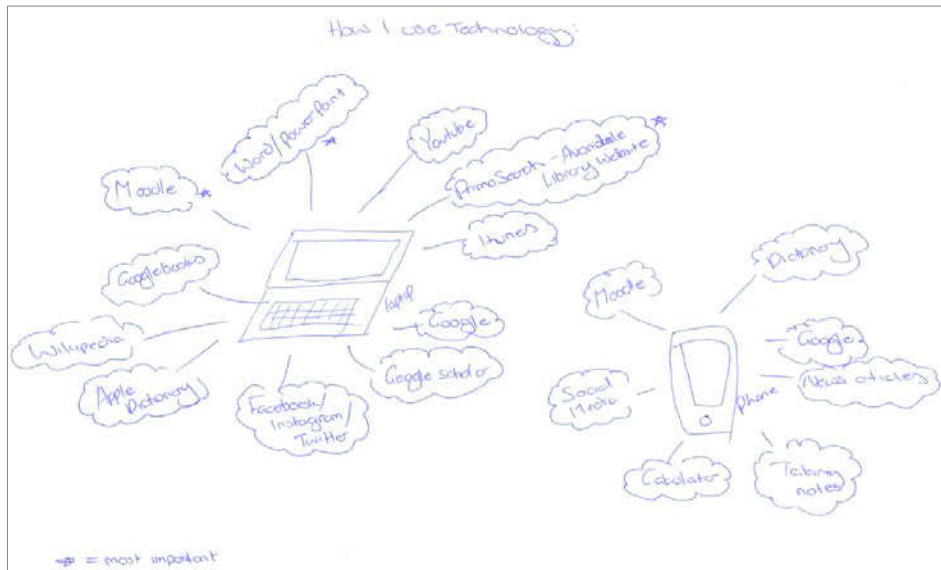 How I use Technology:
Word/PowerPoint
Youtube
PrimoSearch - Avondale
Library Website
Moodle
Itunes
Googlebooks
laptop
Google
Wikipedia
Google scholar
Apple
Dictionary
Facebook/
Instagram/
Twitter
Dictionary
Moodle
Google
News articles
Social
Media
phone
Calculator
Taking
notes
= most important